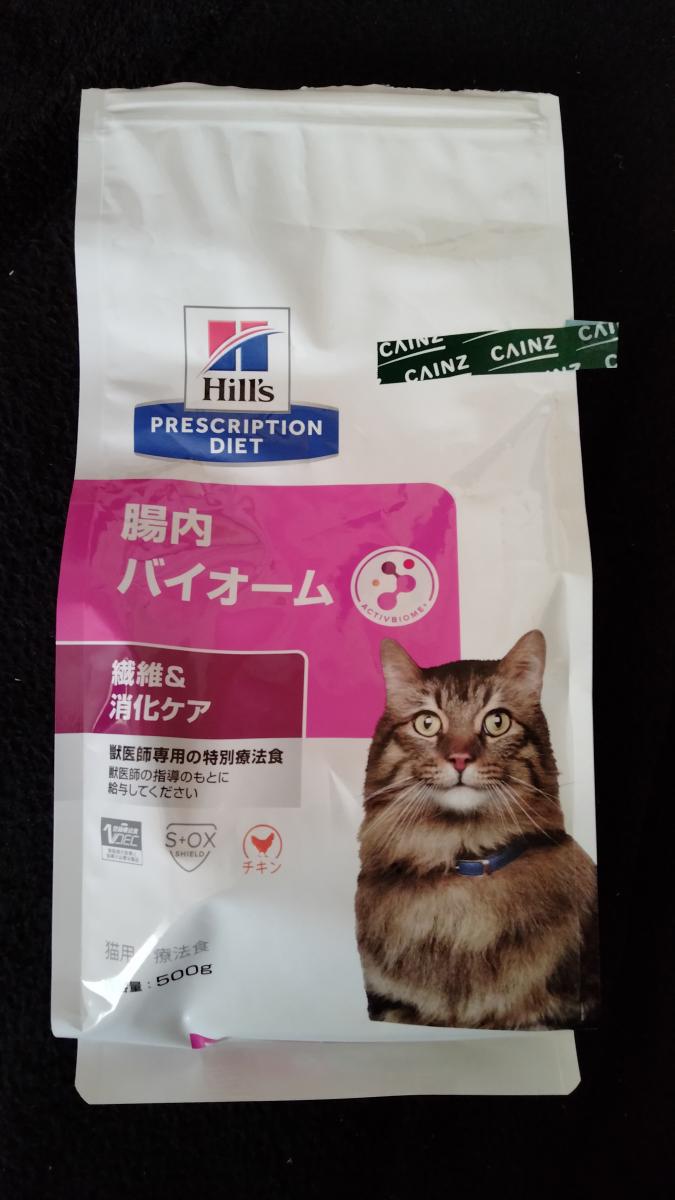 CAINZ CAINZ CAI
CAINZ
Hill's
PRESCRIPTION
DIET
腸内
バイオーム
ACTIVBIOME+
繊維&
消化ケア
獣医師専用の特別療法食
獣医師の指導のもとに
給与してください
VDEC
S+OX
SHIELD
チキン
猫用 療法食
量:500g